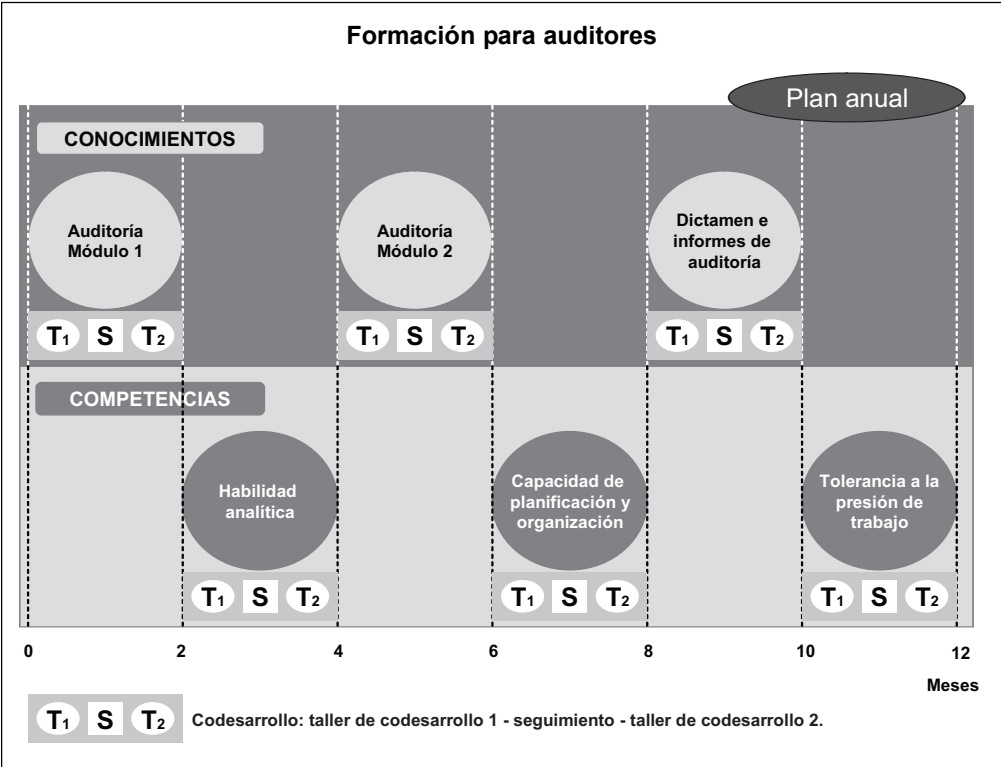 Formación para auditores
Plan anual
CONOCIMIENTOS
Auditoría
Módulo 1
Auditoría
Módulo 2
Dictamen e
informes de
auditoría
T1 S T2
T1 S T2
T1 S T2
COMPETENCIAS
Habilidad
analítica
Capacidad de
planificación y
organización
Tolerancia a la
presión de
trabajo
T1 S T2
T1 S T2
T1 S T2
0 2 4 6 8 10 12
Meses
T1 S T2 Codesarrollo: taller de codesarrollo 1 - seguimiento - taller de codesarrollo 2.